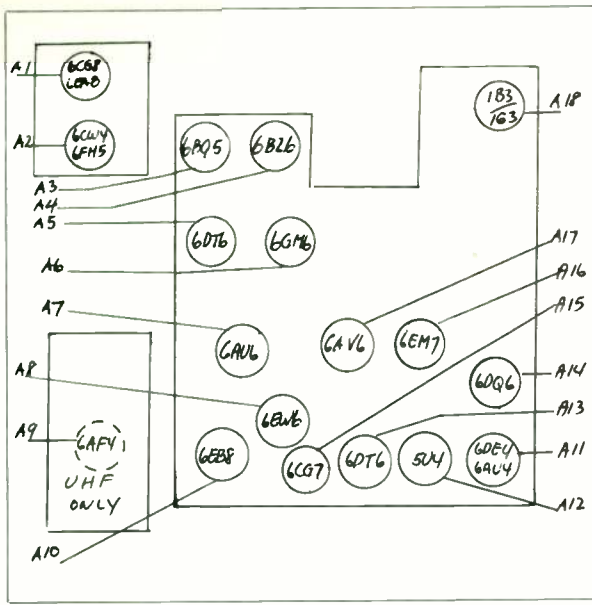 A1
6CG8
6EA8
1B3
1G3
A18
A2
6CW4
6FH5
6BQ5
6BZ6
A3
A4
A5
6DT6
6GM6
A17
A6
A16
A15
A7
6AU6
6AV6
6EM7
A8
6DQ6
A14
6EW6
A13
A9
6AF4
UHF
ONLY
6EB8
6CG7
6DT6
5U4
6DE4
6AU4
A11
A12
A10